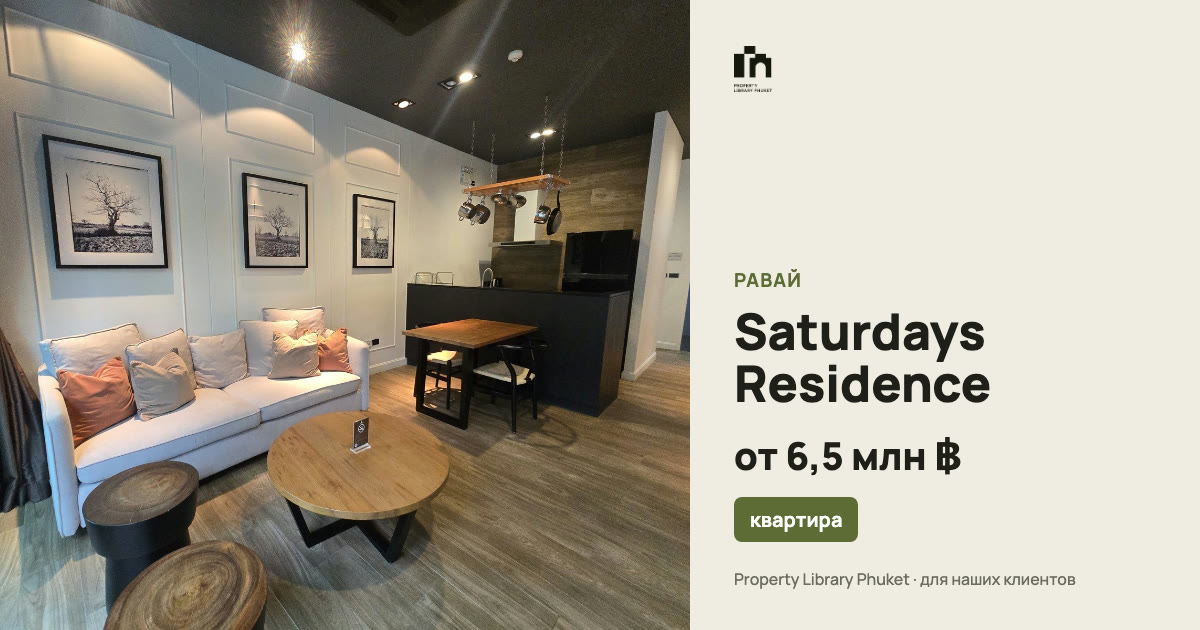 PROPERTY
LIBRARY PHUKET
РАВАЙ
Saturdays
Residence
от 6,5 млн ฿
квартира
Property Library Phuket · для наших клиентов